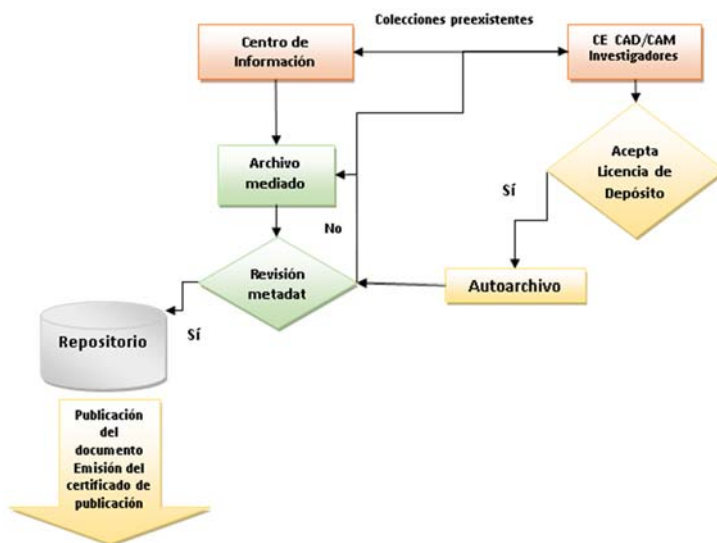 Colecciones preexistentes
Centro de
Información
CE CAD/CAM
Investigadores
Archivo
mediado
Acepta
Licencia de
Depósito
Sí
No
Revisión
metadat
Autoarchivo
Sí
Repositorio
Publicación
del
documento
Emisión del
certificado de
publicación